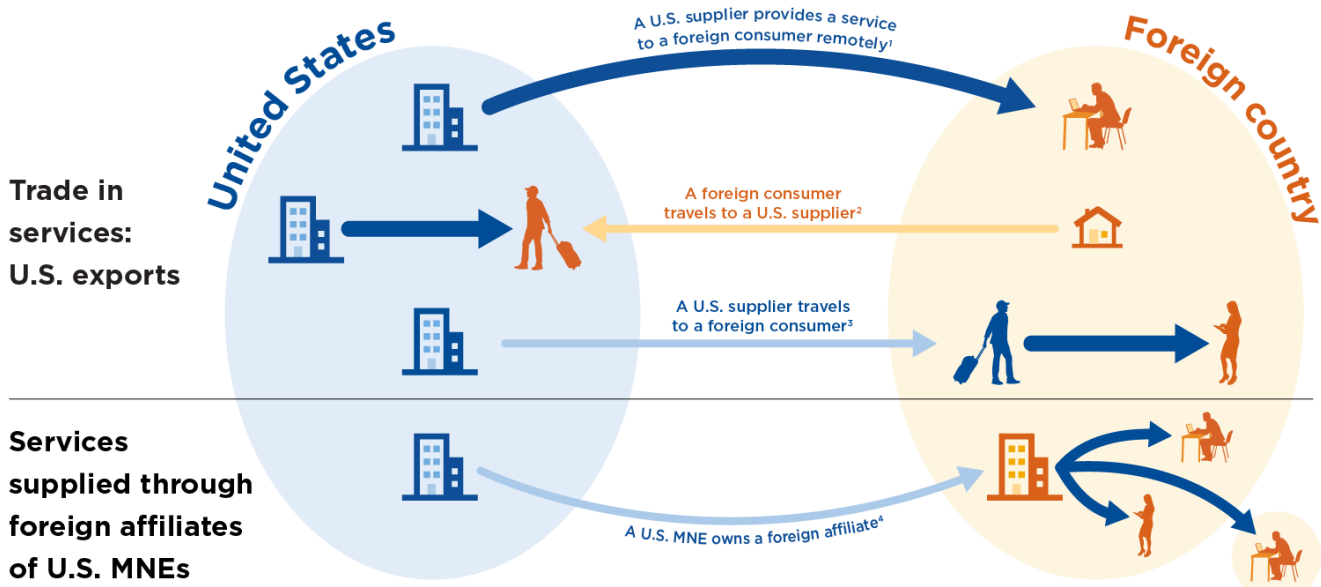 United States
Foreign country
A U.S. supplier provides a service
to a foreign consumer remotely¹
Trade in
services:
U.S. exports
A foreign consumer
travels to a U.S. supplier²
A U.S. supplier travels
to a foreign consumer³
Services
supplied through
foreign affiliates
of U.S. MNEs
A U.S. MNE owns a foreign affiliate⁴